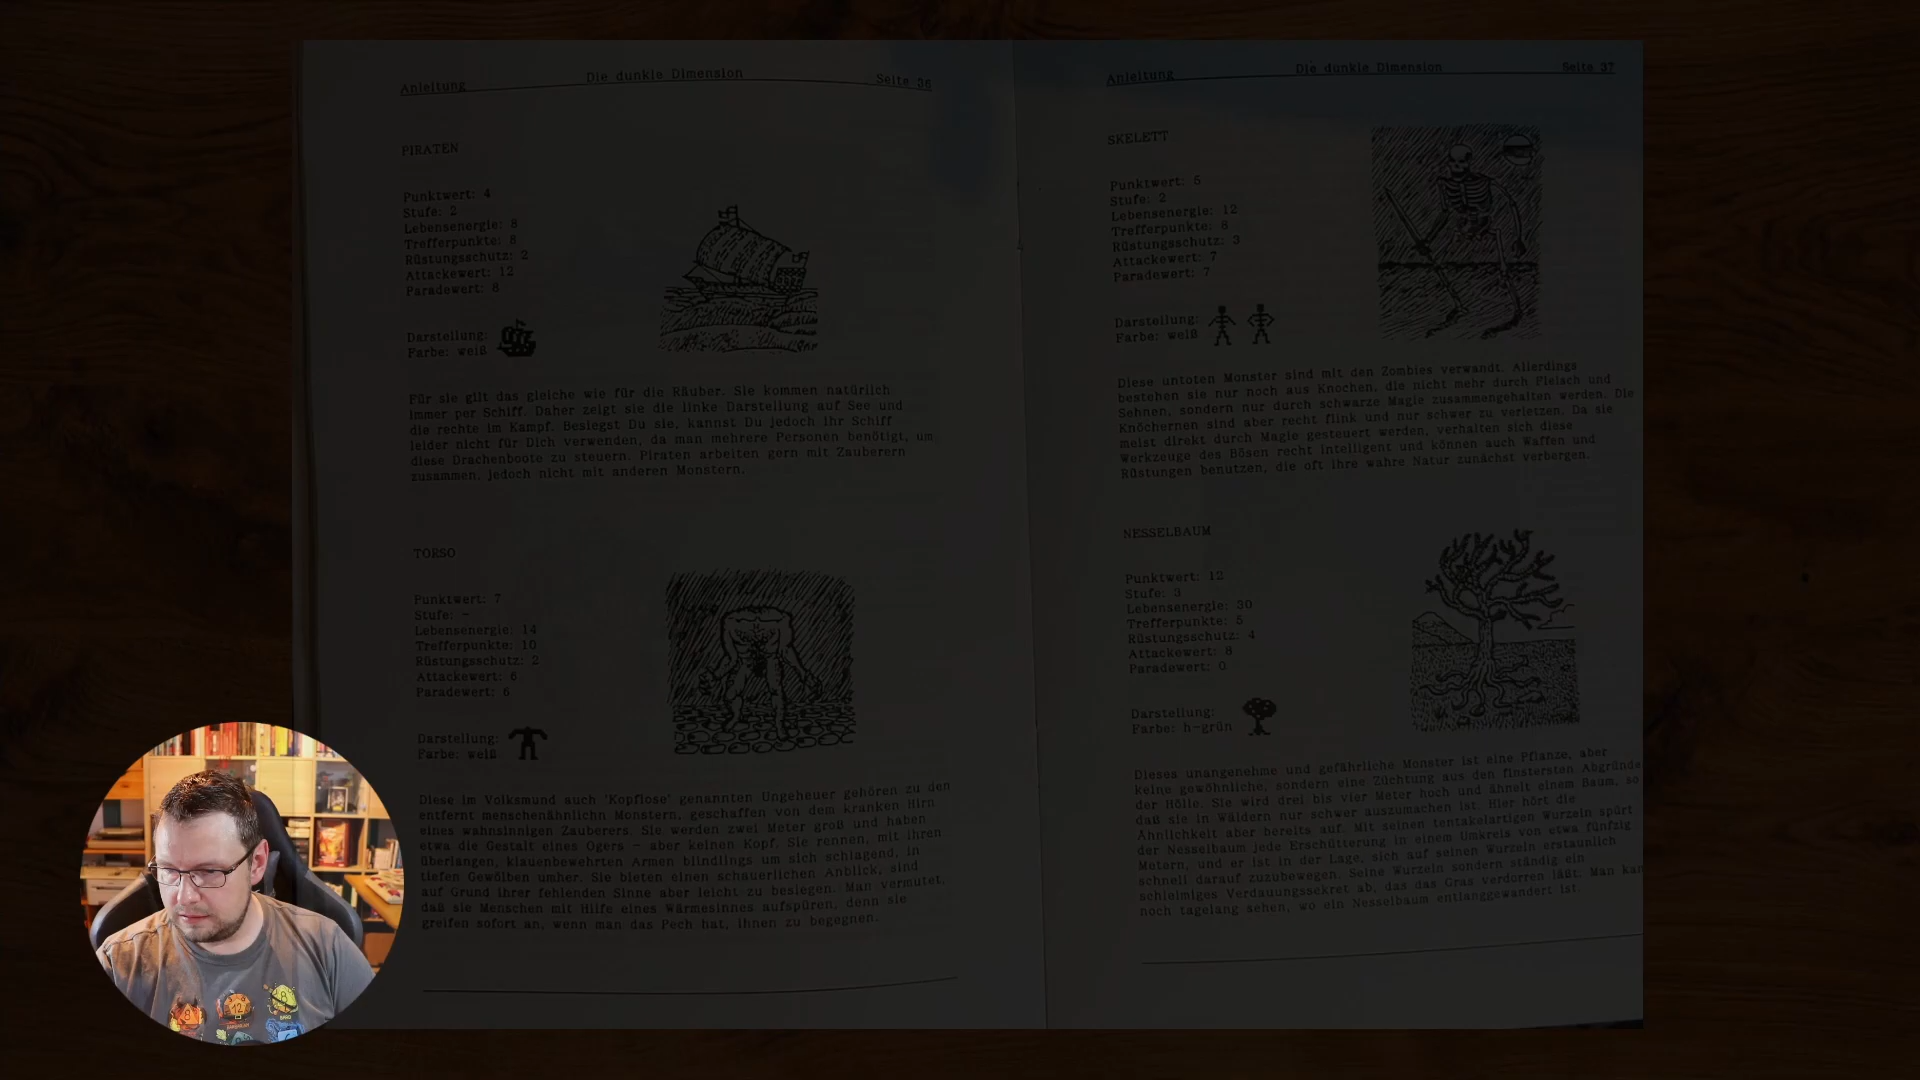 Anleitung Die dunkle Dimension Seite 36
PIRATEN
Punktwert: 4
Stufe: 2
Lebensenergie: 8
Trefferpunkte: 8
Rüstungsschutz: 2
Attackewert: 12
Paradewert: 8
Darstellung:
Farbe: weiß
Für sie gilt das gleiche wie für die Räuber. Sie kommen natürlich
immer per Schiff. Daher zeigt sie die linke Darstellung auf See und
die rechte im Kampf. Besiegst Du sie, kannst Du jedoch ihr Schiff
leider nicht für Dich verwenden, da man mehrere Personen benötigt, um
diese Drachenboote zu steuern. Piraten arbeiten gern mit Zauberern
zusammen, jedoch nicht mit anderen Monstern.
TORSO
Punktwert: 7
Stufe: -
Lebensenergie: 14
Trefferpunkte: 10
Rüstungsschutz: 2
Attackewert: 6
Paradewert: 6
Darstellung:
Farbe: weiß
Diese im Volksmund auch 'Kopflose' genannten Ungeheuer gehören zu den
entfernt menschenähnlichn Monstern, geschaffen von dem kranken Hirn
eines wahnsinnigen Zauberers. Sie werden zwei Meter groß und haben
etwa die Gestalt eines Ogers - aber keinen Kopf. Sie rennen, mit ihren
überlangen, klauenbewehrten Armen blindlings um sich schlagend, in
tiefen Gewölben umher. Sie bieten einen schauerlichen Anblick, sind
auf Grund ihrer fehlenden Sinne aber leicht zu besiegen. Man vermutet,
daß sie Menschen mit Hilfe eines Wärmesinnes aufspüren, denn sie
greifen sofort an, wenn man das Pech hat, ihnen zu begegnen.
Anleitung Die dunkle Dimension Seite 37
SKELETT
Punktwert: 5
Stufe: 2
Lebensenergie: 12
Trefferpunkte: 8
Rüstungsschutz: 3
Attackewert: 7
Paradewert: 7
Darstellung:
Farbe: weiß
Diese untoten Monster sind mit den Zombies verwandt. Allerdings
bestehen sie nur noch aus Knochen, die nicht mehr durch Fleisch und
Sehnen, sondern nur durch schwarze Magie zusammengehalten werden. Die
Knöchernen sind aber recht flink und nur schwer zu verletzen. Da sie
meist direkt durch Magie gesteuert werden, verhalten sich diese
Werkzeuge des Bösen recht intelligent und können auch Waffen und
Rüstungen benutzen, die oft ihre wahre Natur zunächst verbergen.
NESSELBAUM
Punktwert: 12
Stufe: 3
Lebensenergie: 30
Trefferpunkte: 5
Rüstungsschutz: 4
Attackewert: 8
Paradewert: 0
Darstellung:
Farbe: h-grün
Dieses unangenehme und gefährliche Monster ist eine Pflanze, aber
keine gewöhnliche, sondern eine Züchtung aus den finstersten Abgründe
der Hölle. Sie wird drei bis vier Meter hoch und ähnelt einem Baum, so
daß sie in Wäldern nur schwer auszumachen ist. Hier hört die
Ähnlichkeit aber bereits auf. Mit seinen tentakelartigen Wurzeln spürt
der Nesselbaum jede Erschütterung in einem Umkreis von etwa fünfzig
Metern, und er ist in der Lage, sich auf seinen Wurzeln erstaunlich
schnell darauf zuzubewegen. Seine Wurzeln sondern ständig ein
schleimiges Verdauungssekret ab, das das Gras verdorren läßt. Man kan
noch tagelang sehen, wo ein Nesselbaum entlanggewandert ist.